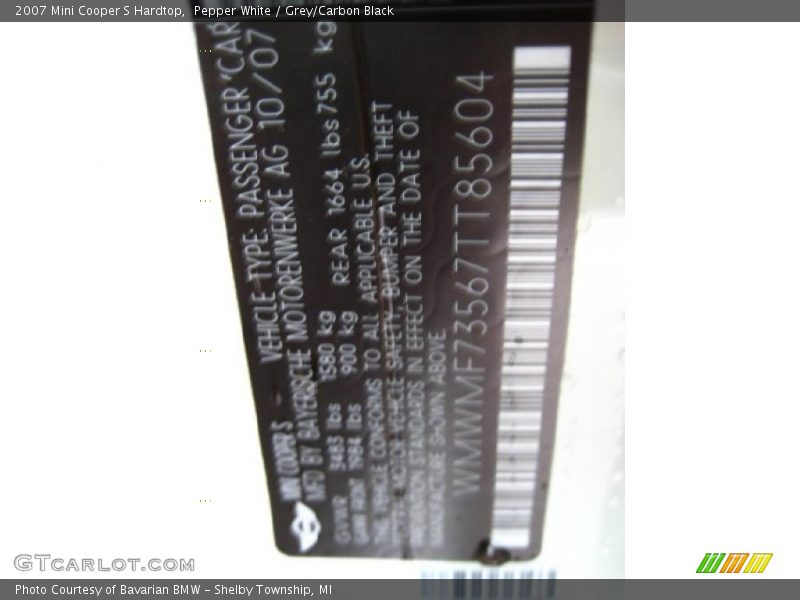 2007 Mini Cooper S Hardtop,  Pepper White / Grey/Carbon Black
MINI COOPER S VEHICLE TYPE: PASSENGER CAR
MFD BY BAYERISCHE MOTORENWERKE AG 10/07
GVWR 3483 lbs 1580 kg
GAWR FRONT 1984 lbs 900 kg REAR 1664 lbs 755 kg
THIS VEHICLE CONFORMS TO ALL APPLICABLE U.S.
MOTOR VEHICLE SAFETY, BUMPER AND THEFT
PREVENTION STANDARDS IN EFFECT ON THE DATE OF
MANUFACTURE SHOWN ABOVE.
WMWMF73567TT85604
GTCARLOT.COM
Photo Courtesy of Bavarian BMW – Shelby Township, MI